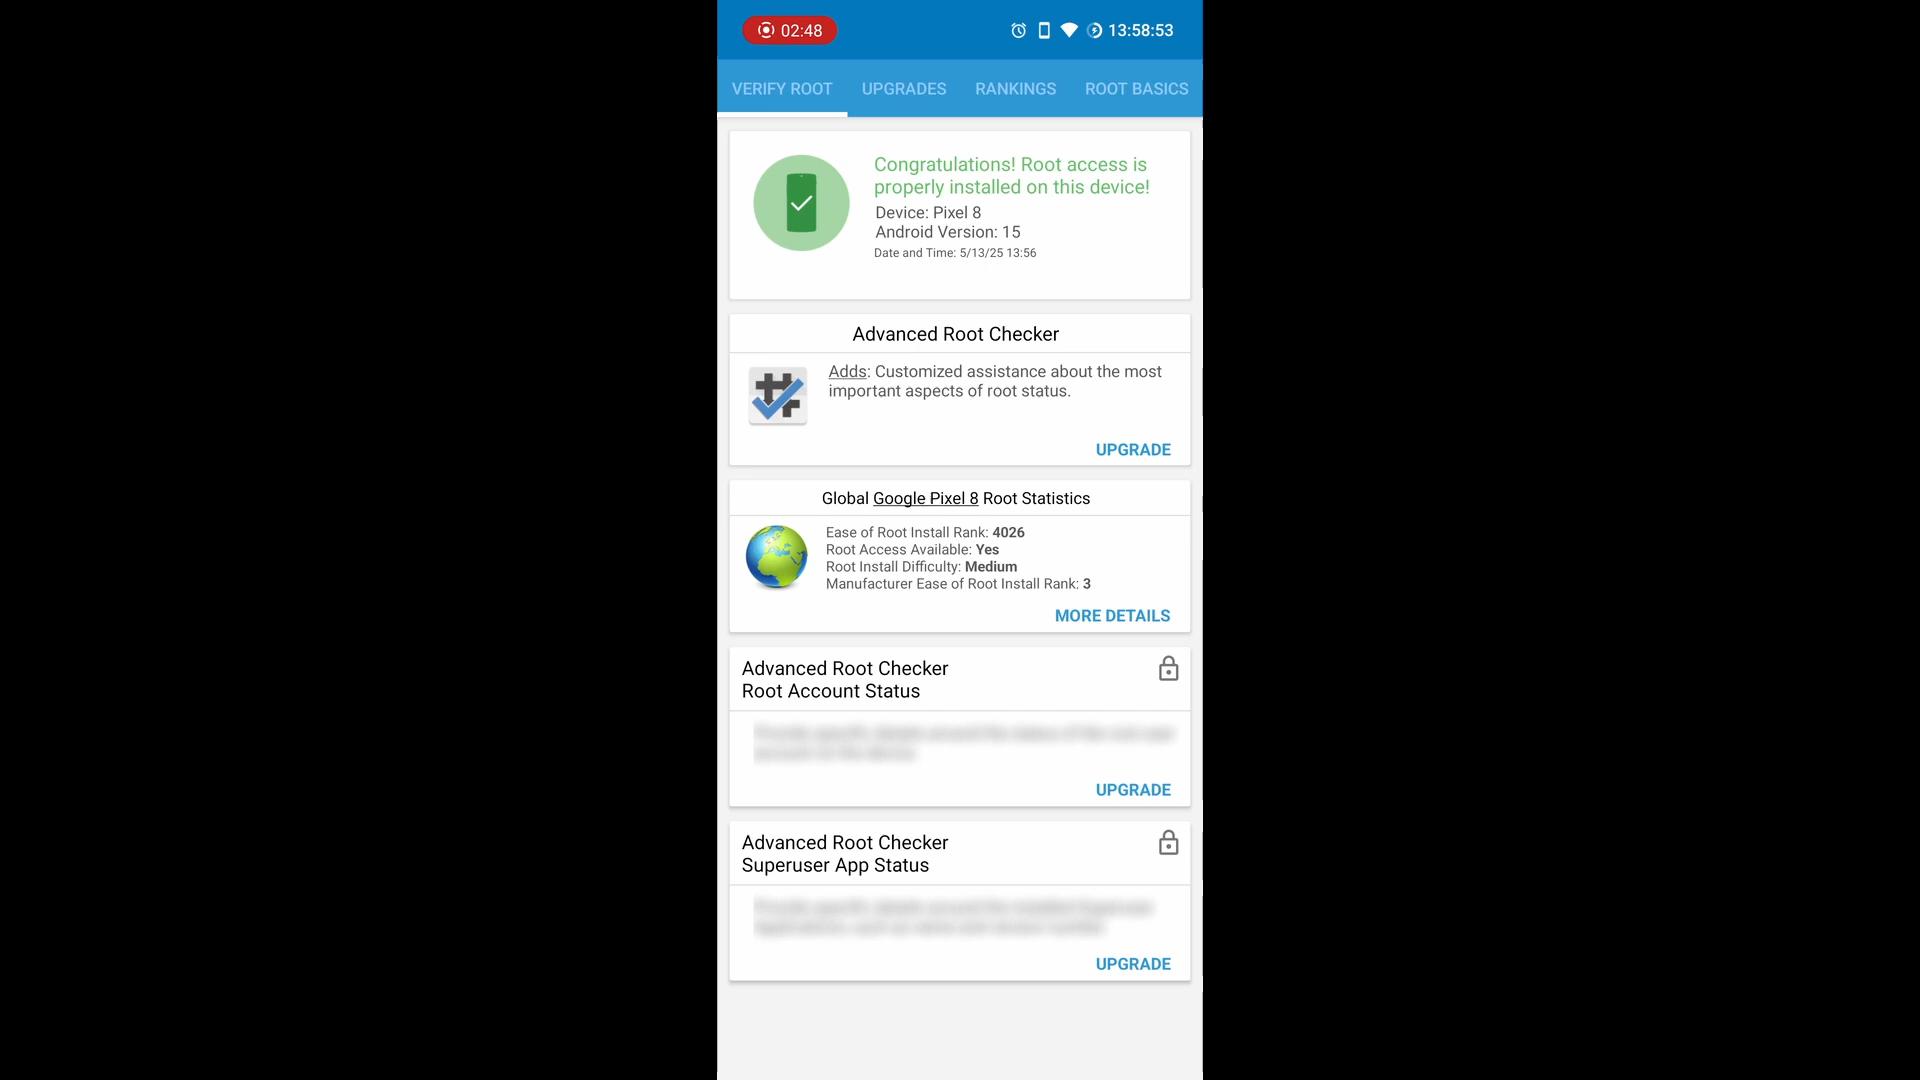 02:48
13:58:53
VERIFY ROOT UPGRADES RANKINGS ROOT BASICS
Congratulations! Root access is
properly installed on this device!
Device: Pixel 8
Android Version: 15
Date and Time: 5/13/25 13:56
Advanced Root Checker
Adds: Customized assistance about the most
important aspects of root status.
UPGRADE
Global Google Pixel 8 Root Statistics
Ease of Root Install Rank: 4026
Root Access Available: Yes
Root Install Difficulty: Medium
Manufacturer Ease of Root Install Rank: 3
MORE DETAILS
Advanced Root Checker
Root Account Status
UPGRADE
Advanced Root Checker
Superuser App Status
UPGRADE